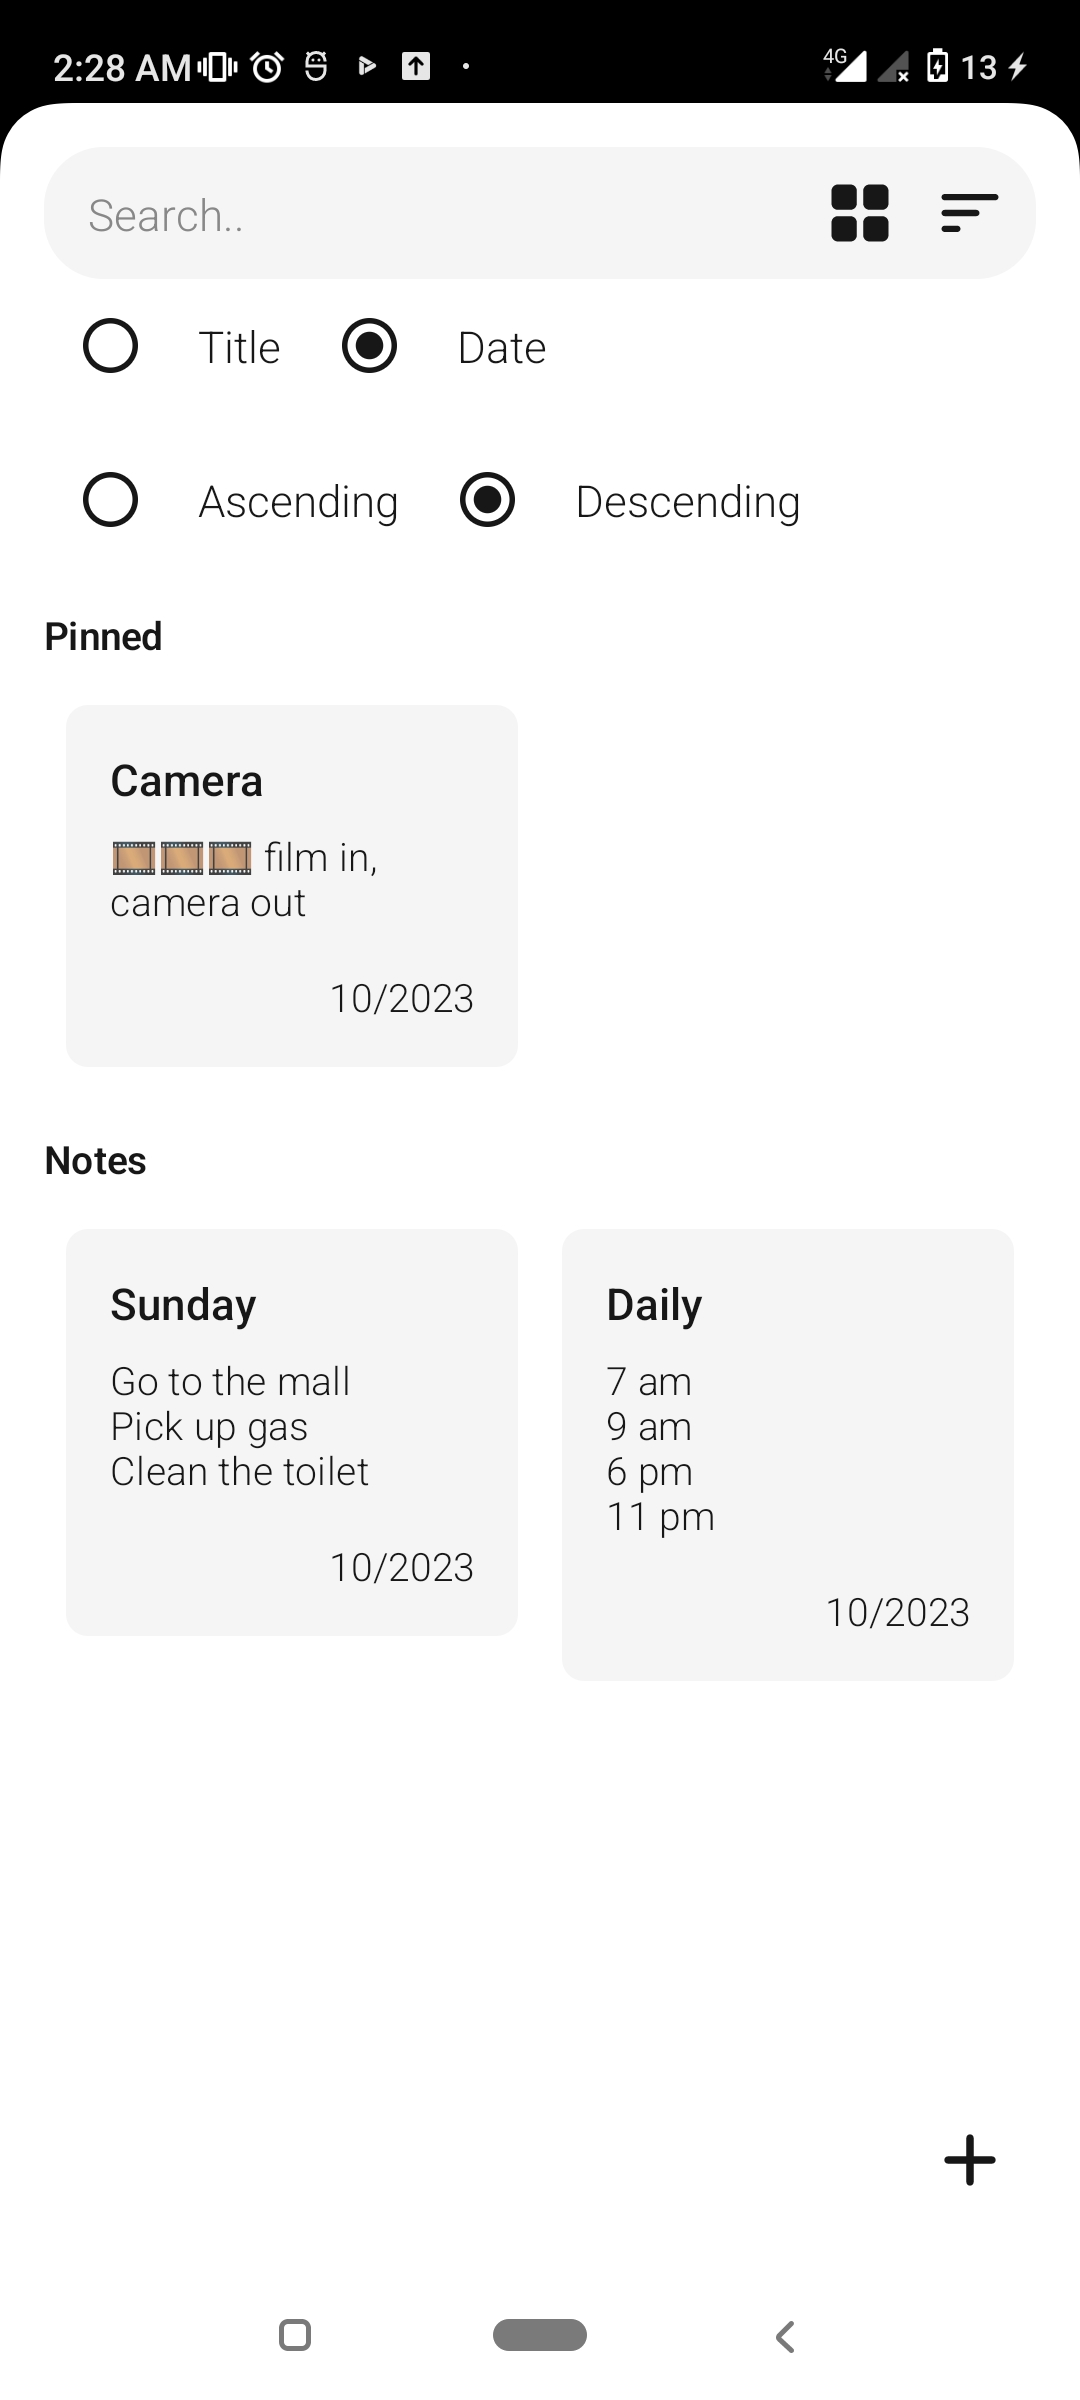 2:28 AM 4G 13
Search..
Title Date
Ascending Descending
Pinned
Camera
🎞️🎞️🎞️ film in,
camera out
10/2023
Notes
Sunday
Go to the mall
Pick up gas
Clean the toilet
10/2023
Daily
7 am
9 am
6 pm
11 pm
10/2023